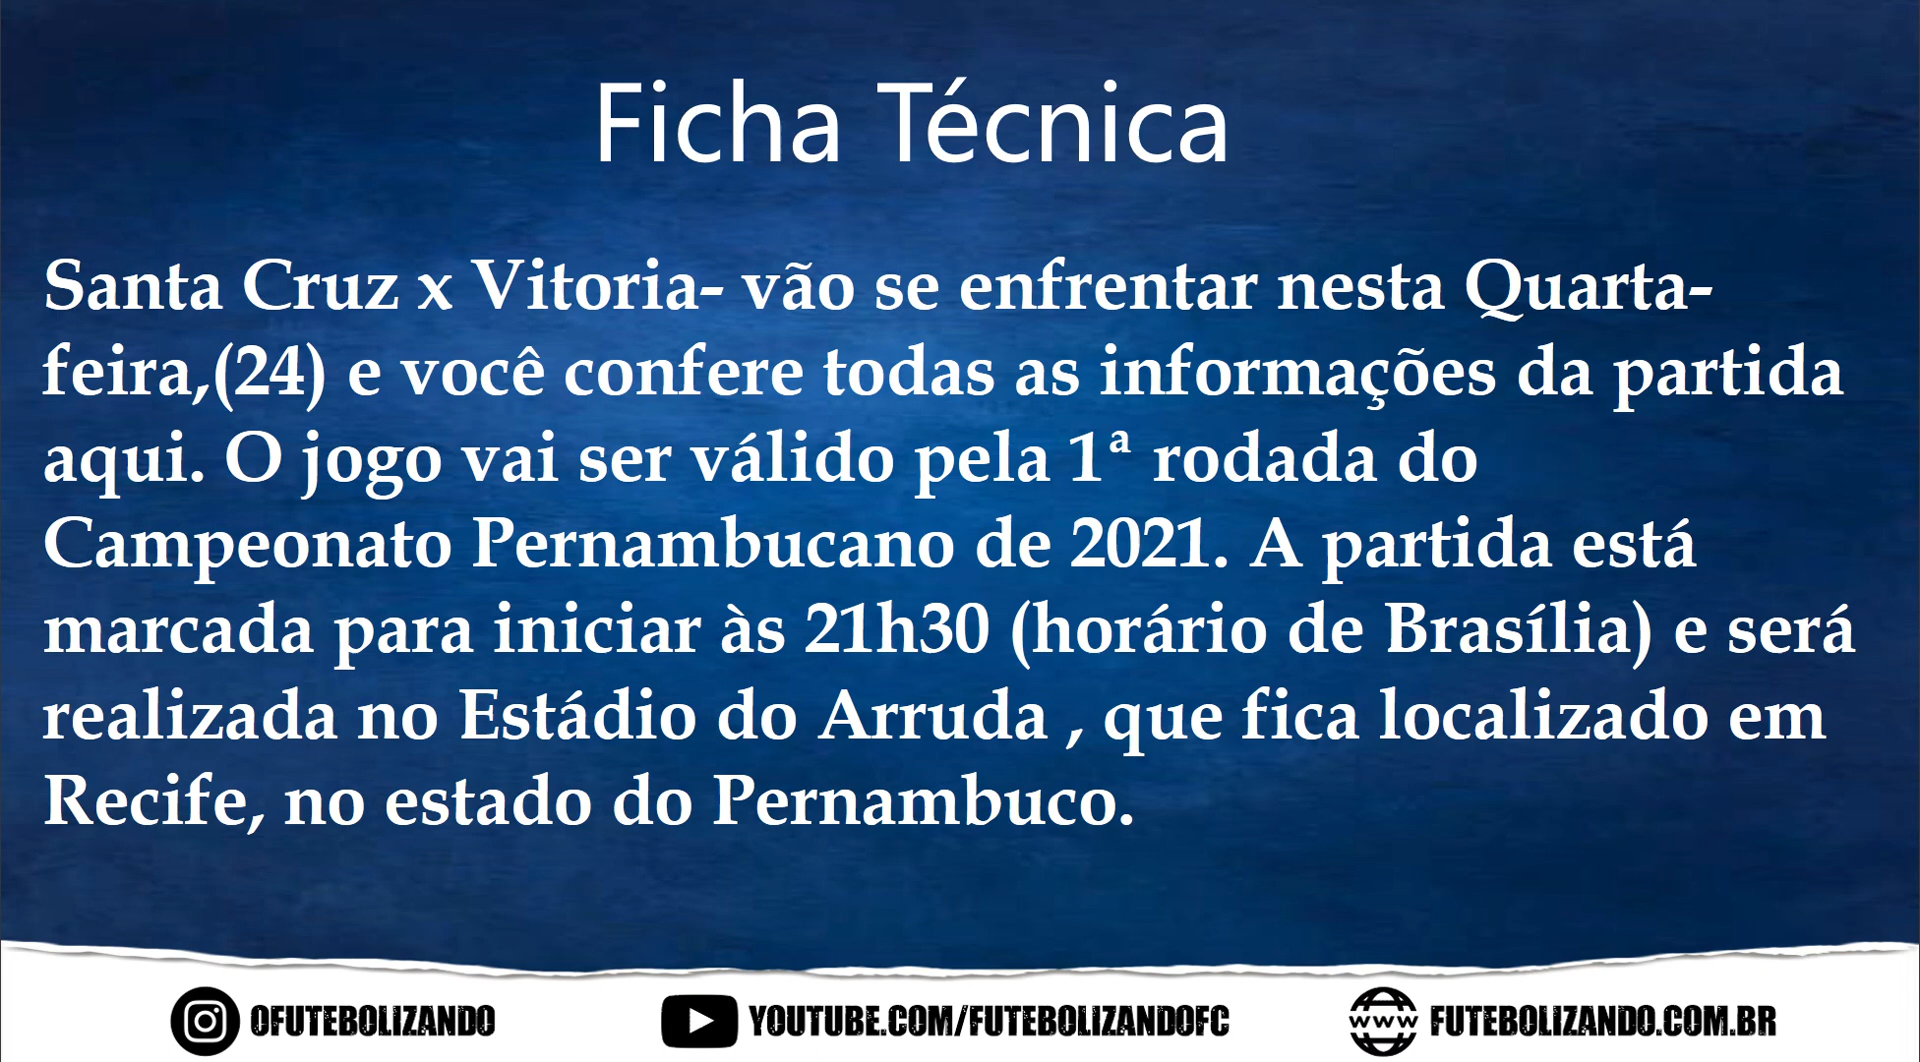 Ficha Técnica
Santa Cruz x Vitoria- vão se enfrentar nesta Quarta-
feira,(24) e você confere todas as informações da partida
aqui. O jogo vai ser válido pela 1ª rodada do
Campeonato Pernambucano de 2021. A partida está
marcada para iniciar às 21h30 (horário de Brasília) e será
realizada no Estádio do Arruda , que fica localizado em
Recife, no estado do Pernambuco.
OFUTEBOLIZANDO
YOUTUBE.COM/FUTEBOLIZANDOFC
WWW
FUTEBOLIZANDO.COM.BR